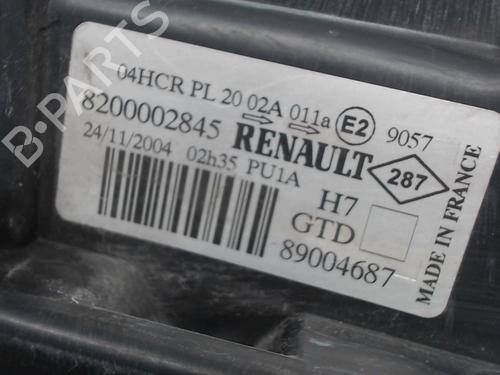 B-PARTS
04HCR PL 20 02A 011a E2 9057
8200002845 RENAULT 287
24/11/2004 02h35 PU1A
H7
GTD
89004687
MADE IN FRANCE